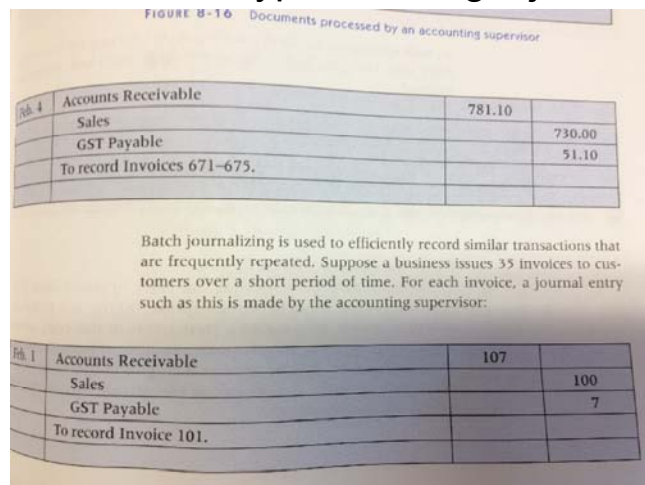 FIGURE 8-16 Documents processed by an accounting supervisor
Feb. 4 Accounts Receivable 781.10
Sales 730.00
GST Payable 51.10
To record Invoices 671–675.
Batch journalizing is used to efficiently record similar transactions that
are frequently repeated. Suppose a business issues 35 invoices to cus-
tomers over a short period of time. For each invoice, a journal entry
such as this is made by the accounting supervisor:
Feb. 1 Accounts Receivable 107
Sales 100
GST Payable 7
To record Invoice 101.